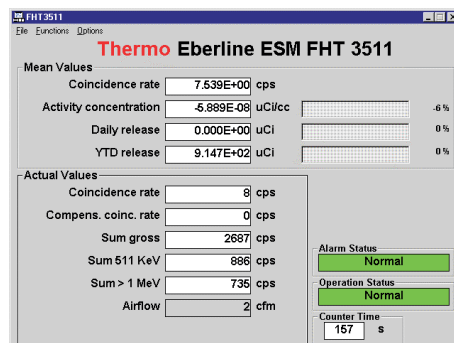 FHT3511
File Functions Options
Thermo Eberline ESM FHT 3511
Mean Values
Coincidence rate 7.539E+00 cps
Activity concentration -5.889E-08 uCi/cc -6 %
Daily release 0.000E+00 uCi 0 %
YTD release 9.147E+02 uCi 0 %
Actual Values
Coincidence rate 8 cps
Compens. coinc. rate 0 cps
Sum gross 2687 cps
Sum 511 KeV 886 cps
Sum > 1 MeV 735 cps
Airflow 2 cfm
Alarm Status
Normal
Operation Status
Normal
Counter Time
157 s